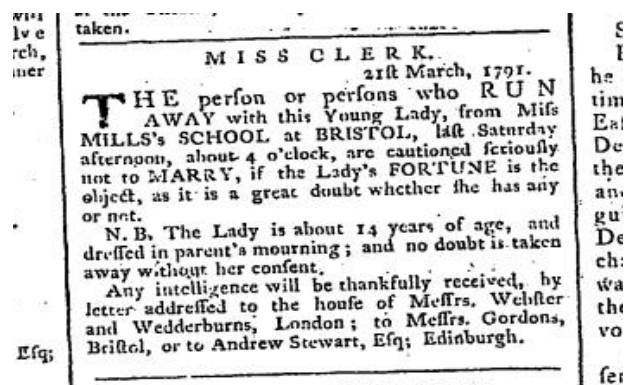 taken.
MISS CLERK.
21ſt March, 1791.
THE perſon or perſons who RUN
AWAY with this Young Lady, from Miſs
MILLS's SCHOOL at BRISTOL, laſt Saturday
afternoon, about 4 o'clock, are cautioned ſeriouſly
not to MARRY, if the Lady's FORTUNE is the
object, as it is a great doubt whether ſhe has any
or not.
N. B. The Lady is about 14 years of age, and
dreſſed in parent's mourning; and no doubt is taken
away without her conſent.
Any intelligence will be thankfully received, by
letter addreſſed to the houſe of Meſſrs. Webſter
and Wedderburns, London; to Meſſrs. Gordons,
Briſtol, or to Andrew Stewart, Eſq; Edinburgh.
Eſq;
he
the